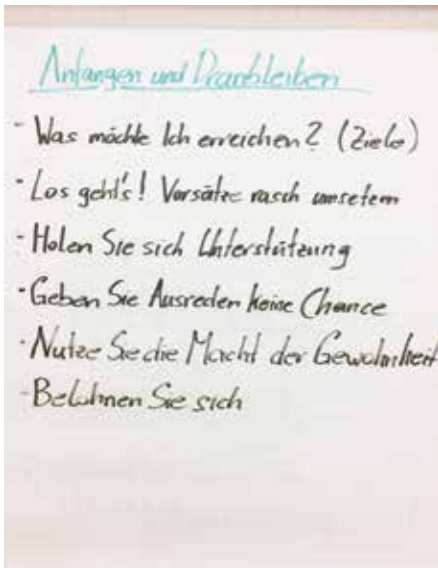 Anfangen und Dranbleiben
- Was möchte Ich erreichen? (Ziele)
- Los geht's! Vorsätze rasch umsetzen
- Holen Sie sich Unterstützung
- Geben Sie Ausreden keine Chance
- Nutze Sie die Macht der Gewohnheit
- Belohnen Sie sich